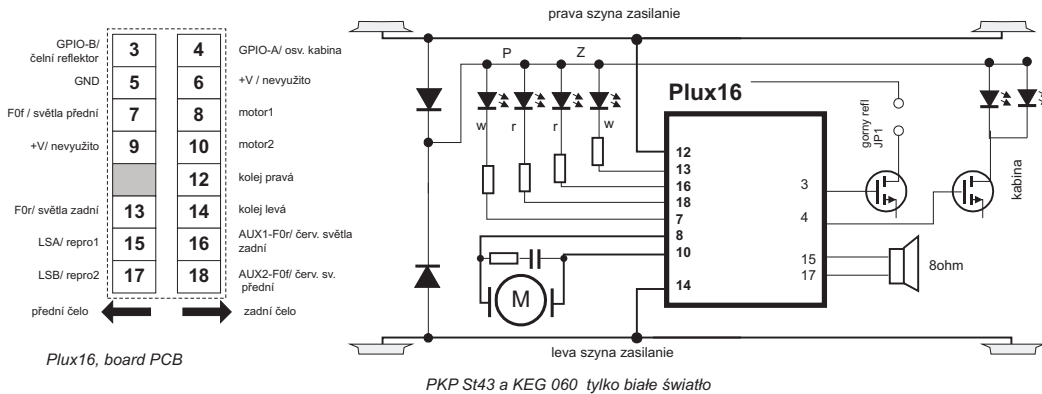 GPIO-B/
čelní reflektor
3
4
GPIO-A/ osv. kabina
GND
5
6
+V / nevyužito
F0f / světla přední
7
8
motor1
+V/ nevyužito
9
10
motor2
12
kolej pravá
F0r/ světla zadní
13
14
kolej levá
LSA/ repro1
15
16
AUX1-F0r/ červ. světla
zadní
LSB/ repro2
17
18
AUX2-F0f/ červ. sv.
přední
přední čelo
zadní čelo
Plux16, board PCB
prava szyna zasilanie
P
Z
w
r
r
w
Plux16
gorny refl
JP1
12
13
16
18
7
8
10
14
3
4
15
17
kabina
8ohm
M
leva szyna zasilanie
PKP St43 a KEG 060 tylko białe światło